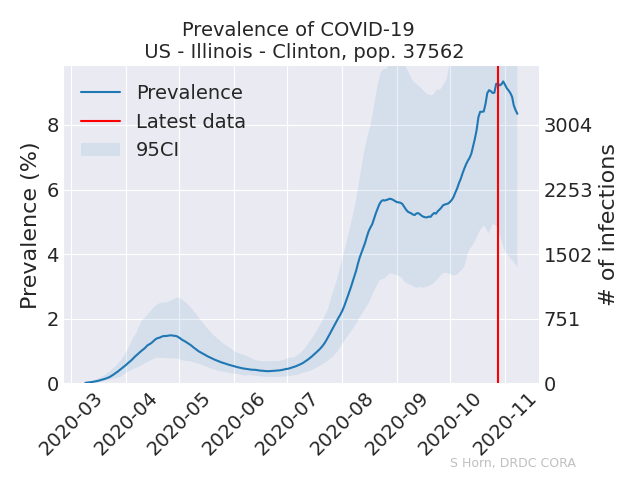 Prevalence of COVID-19
US - Illinois - Clinton, pop. 37562
Prevalence
Latest data
95CI
Prevalence (%)
8
6
4
2
0
3004
2253
1502
751
0
# of infections
2020-03
2020-04
2020-05
2020-06
2020-07
2020-08
2020-09
2020-10
2020-11
S Horn, DRDC CORA